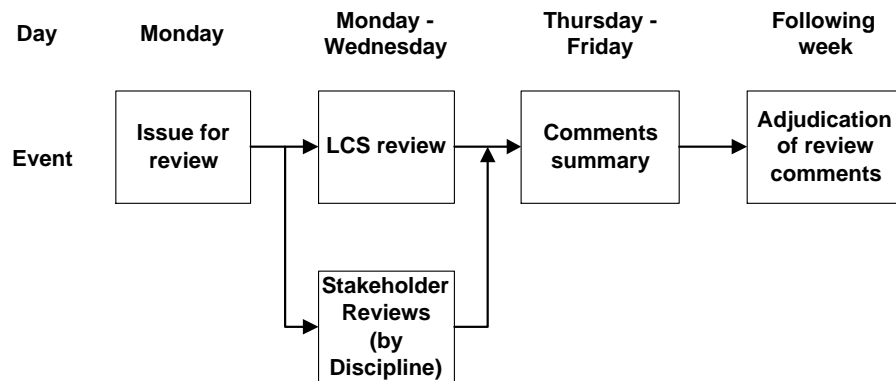 Day
Monday
Monday -
Wednesday
Thursday -
Friday
Following
week
Event
Issue for
review
LCS review
Comments
summary
Adjudication
of review
comments
Stakeholder
Reviews
(by
Discipline)